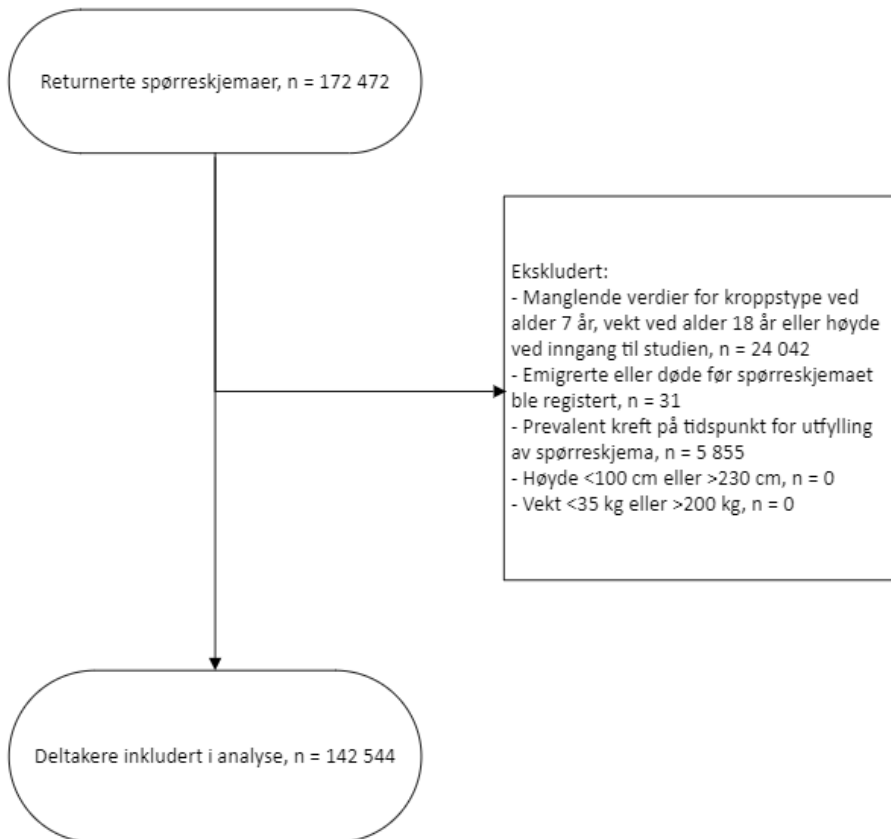 Returnerte spørreskjemaer, n = 172 472
Ekskludert:
- Manglende verdier for kroppstype ved
alder 7 år, vekt ved alder 18 år eller høyde
ved inngang til studien, n = 24 042
- Emigrerte eller døde før spørreskjemaet
ble registert, n = 31
- Prevalent kreft på tidspunkt for utfylling
av spørreskjema, n = 5 855
- Høyde <100 cm eller >230 cm, n = 0
- Vekt <35 kg eller >200 kg, n = 0
Deltakere inkludert i analyse, n = 142 544